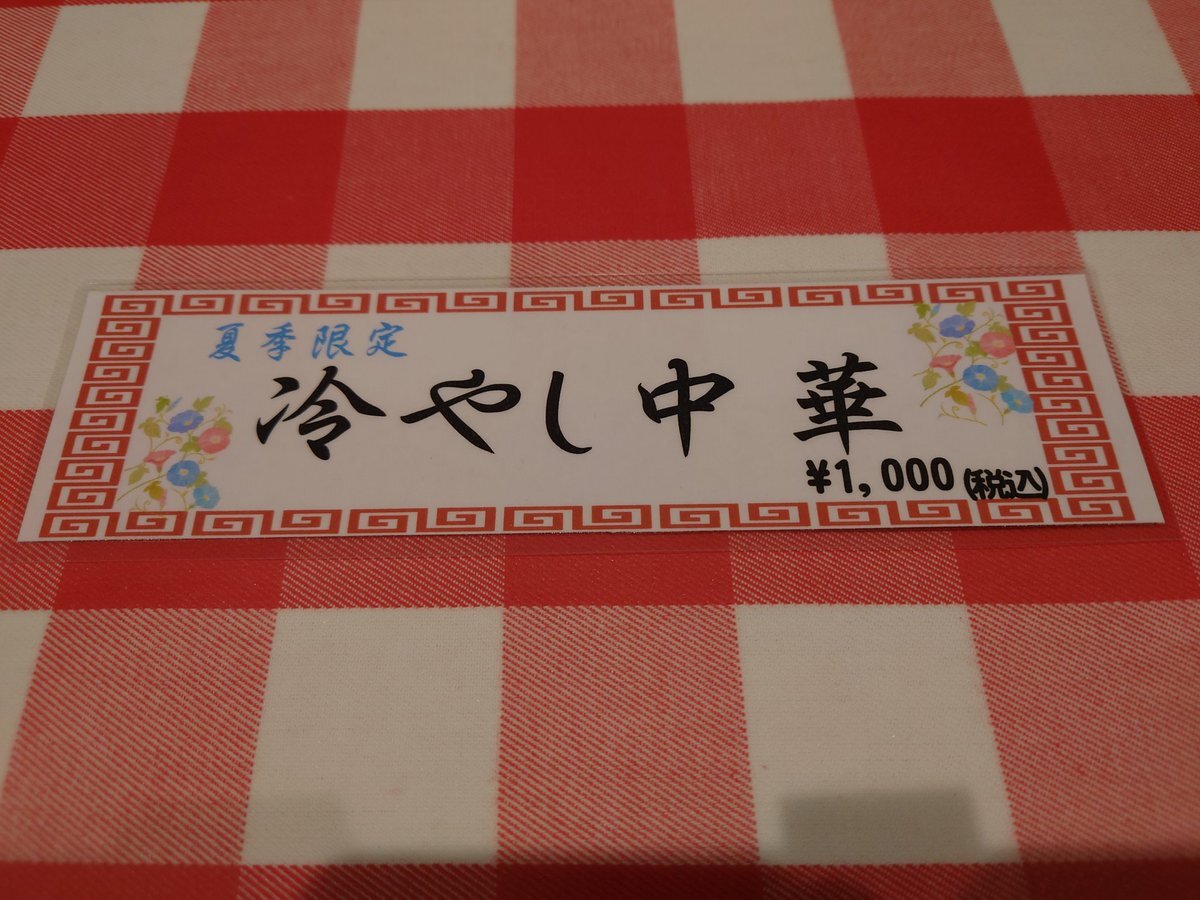 夏季限定
冷やし中華
¥1,000(税込)